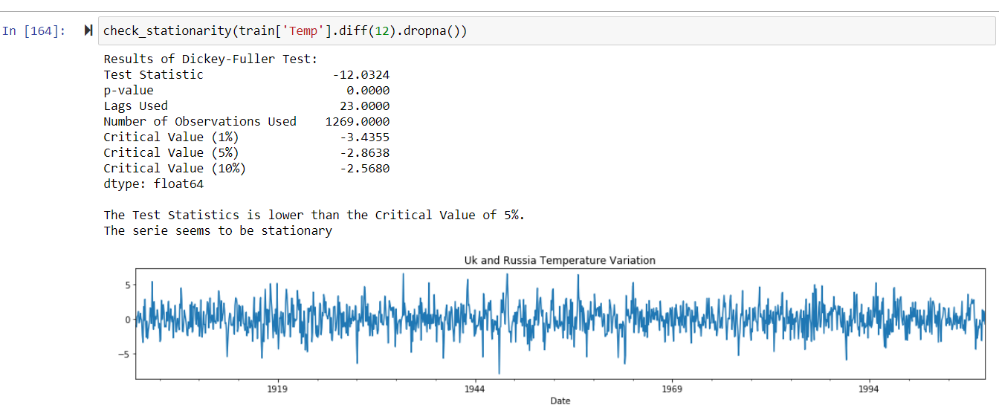 In [164]: check_stationarity(train['Temp'].diff(12).dropna())
Results of Dickey-Fuller Test:
Test Statistic -12.0324
p-value 0.0000
Lags Used 23.0000
Number of Observations Used 1269.0000
Critical Value (1%) -3.4355
Critical Value (5%) -2.8638
Critical Value (10%) -2.5680
dtype: float64
The Test Statistics is lower than the Critical Value of 5%.
The serie seems to be stationary
Uk and Russia Temperature Variation
5
0
−5
1919 1944 1969 1994
Date